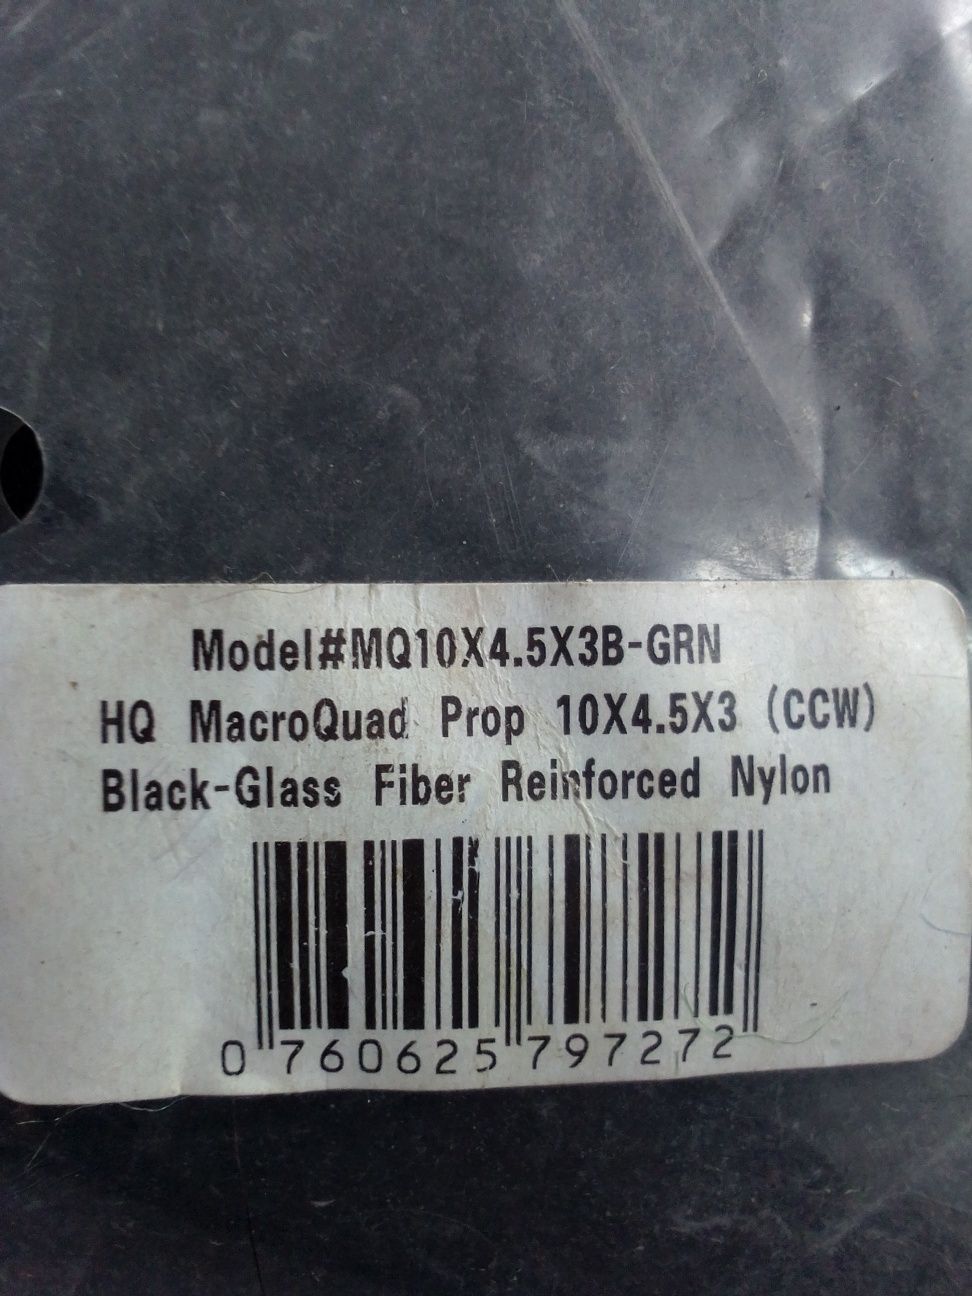 Model#MQ10X4.5X3B-GRN
HQ MacroQuad Prop 10X4.5X3 (CCW)
Black-Glass Fiber Reinforced Nylon
0 760625 797272